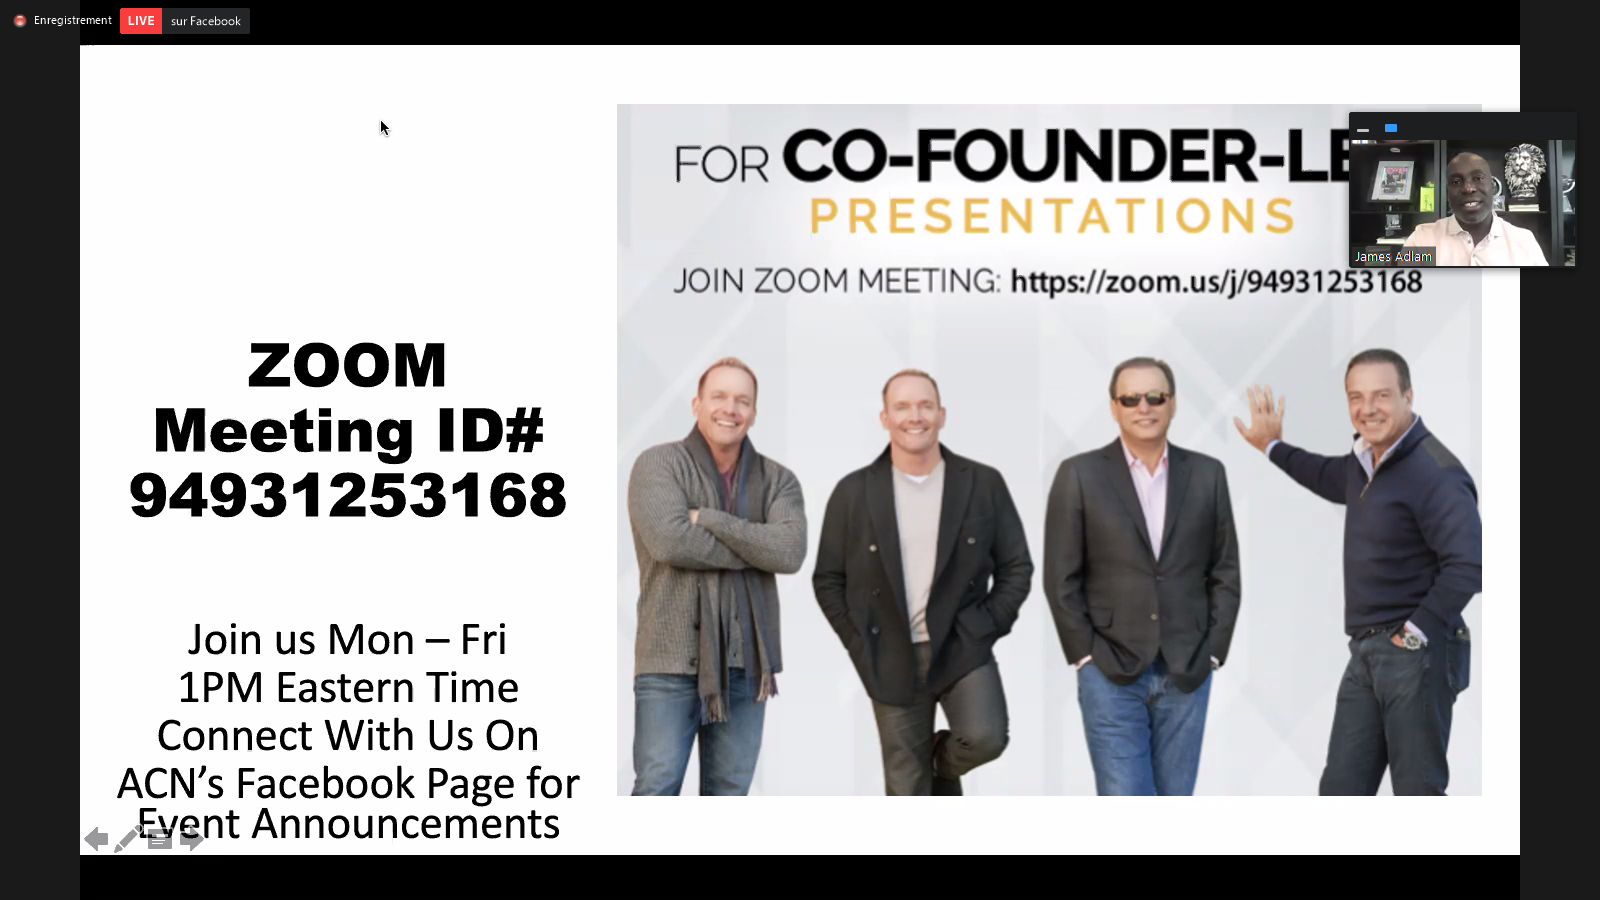 Enregistrement LIVE sur Facebook
FOR CO-FOUNDER-LE
PRESENTATIONS
JOIN ZOOM MEETING: https://zoom.us/j/94931253168
James Adlam
ZOOM
Meeting ID#
94931253168
Join us Mon – Fri
1PM Eastern Time
Connect With Us On
ACN’s Facebook Page for
Event Announcements